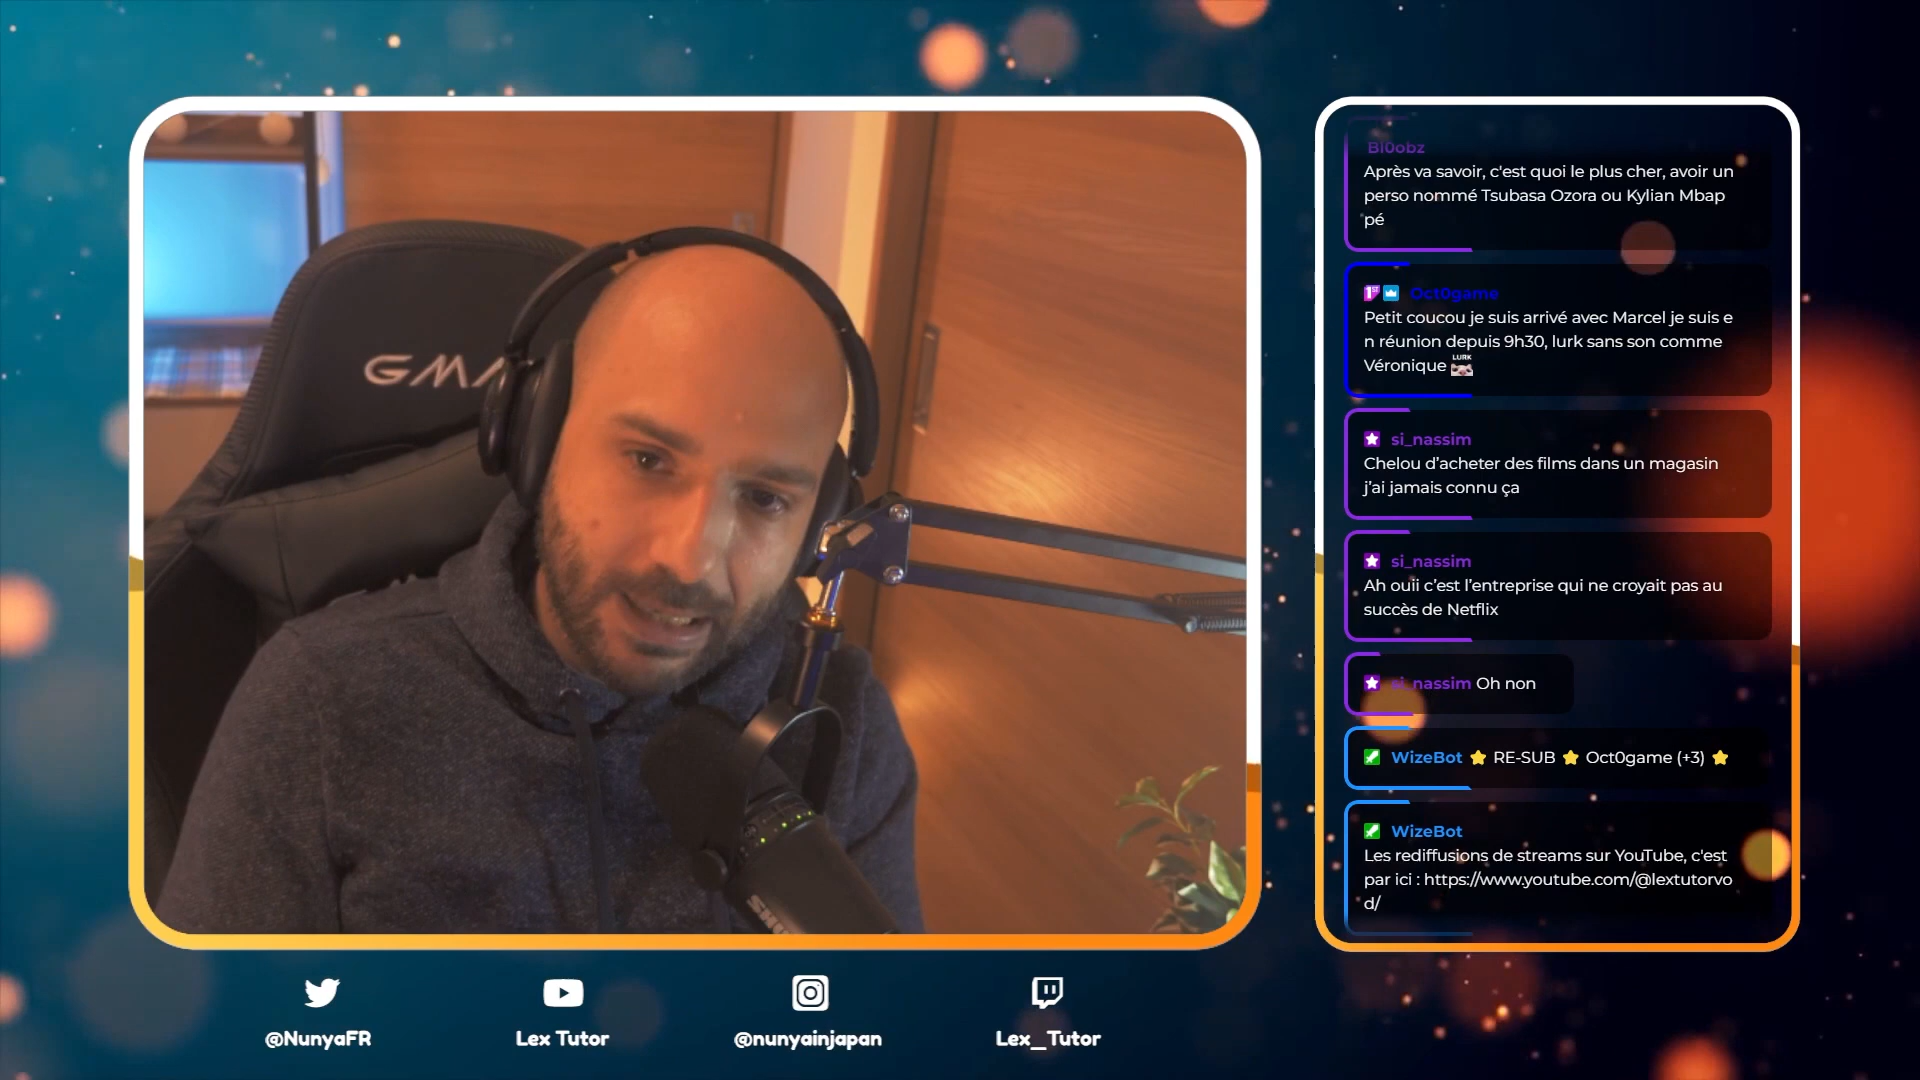 GMA
SHU
Bl0obz
Après va savoir, c'est quoi le plus cher, avoir un
perso nommé Tsubasa Ozora ou Kylian Mbap
pé
Oct0game
Petit coucou je suis arrivé avec Marcel je suis e
n réunion depuis 9h30, lurk sans son comme
Véronique LURK
si_nassim
Chelou d’acheter des films dans un magasin
j’ai jamais connu ça
si_nassim
Ah ouii c’est l’entreprise qui ne croyait pas au
succès de Netflix
si_nassim Oh non
WizeBot ⭐ RE-SUB ⭐ Oct0game (+3) ⭐
WizeBot
Les rediffusions de streams sur YouTube, c'est
par ici : https://www.youtube.com/@lextutorvo
d/
@NunyaFR
Lex Tutor
@nunyainjapan
Lex_Tutor